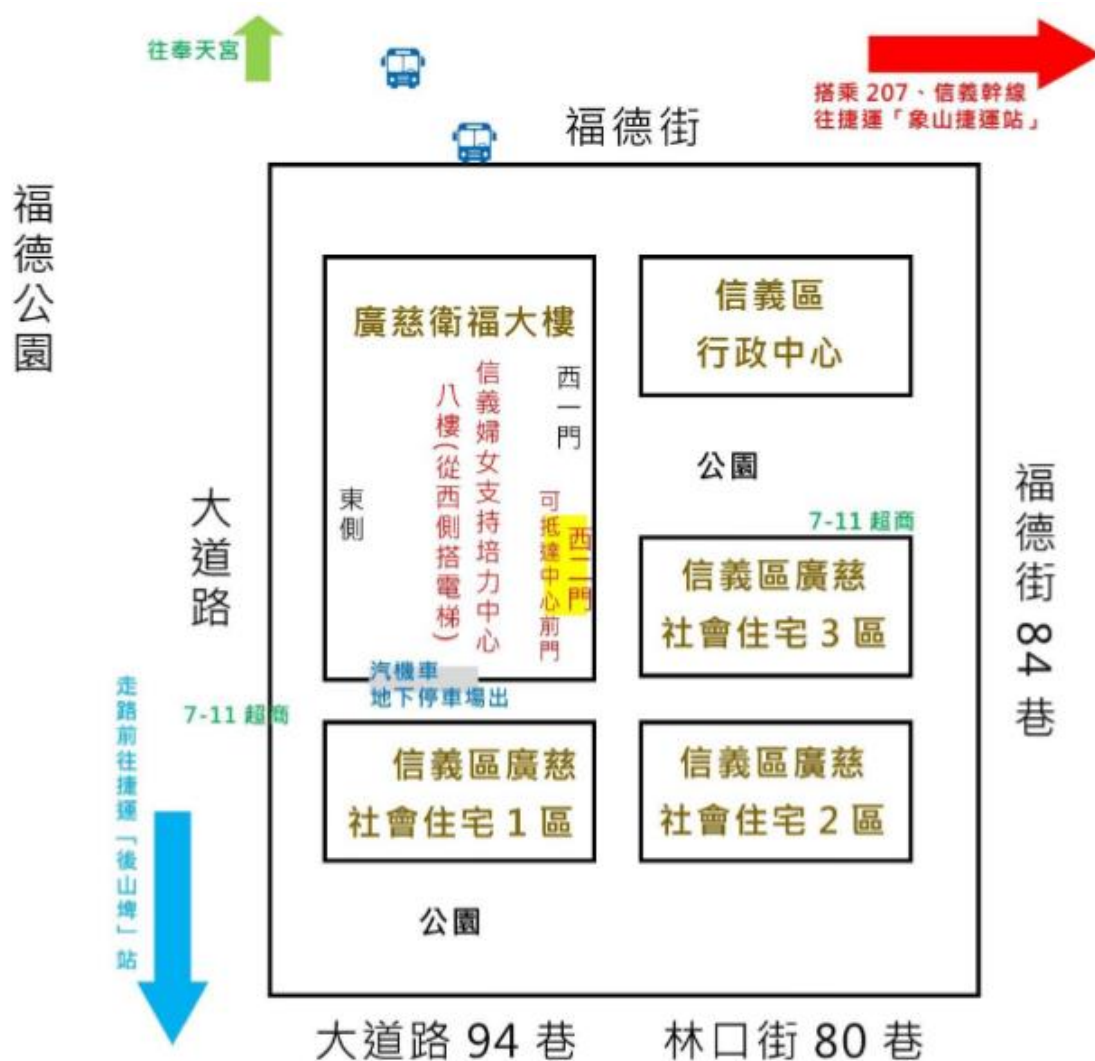 往奉天宮
搭乘 207、信義幹線
往捷運「象山捷運站」
福德街
福德公園
廣慈衛福大樓
信義區
行政中心
西一門
信義婦女支持培力中心
八樓(從西側搭電梯)
公園
東側
大道路
可抵達中心前門
西二門
7-11 超商
信義區廣慈
社會住宅 3 區
福德街 84 巷
汽機車
地下停車場出
7-11 超商
走路前往捷運「後山埤」站
信義區廣慈
社會住宅 1 區
信義區廣慈
社會住宅 2 區
公園
大道路 94 巷
林口街 80 巷